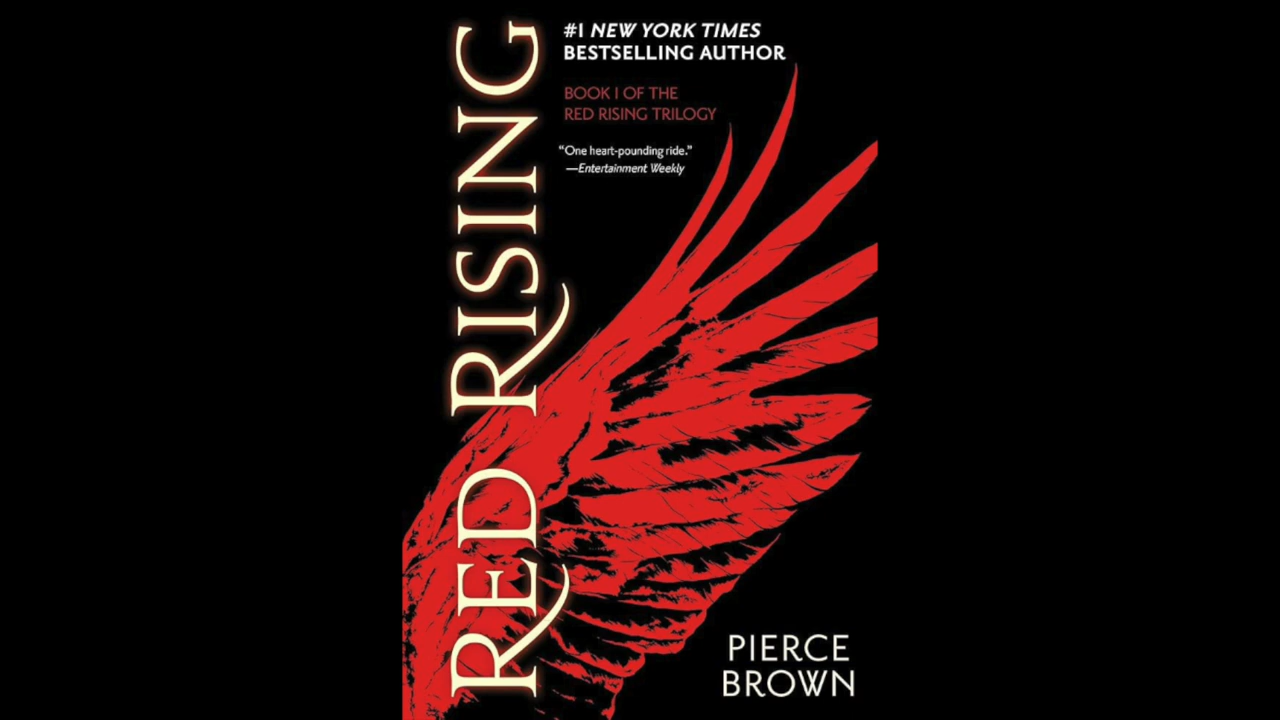 RED RISING
#1 NEW YORK TIMES
BESTSELLING AUTHOR
BOOK I OF THE
RED RISING TRILOGY
“One heart-pounding ride.”
—Entertainment Weekly
PIERCE
BROWN